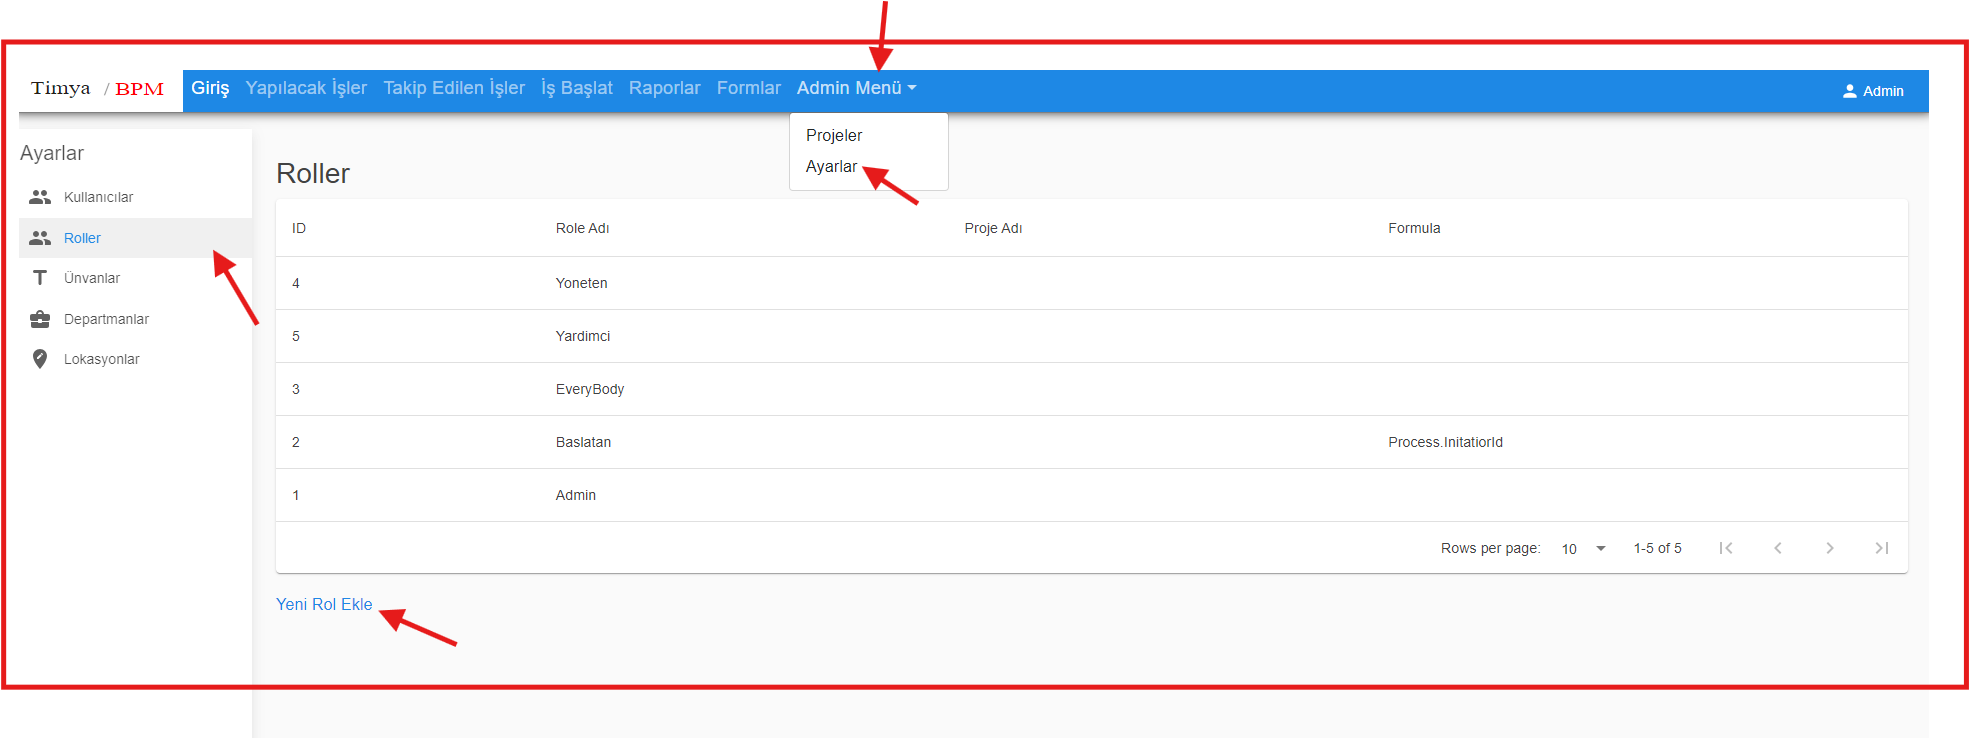 Timya / BPM Giriş Yapılacak İşler Takip Edilen İşler İş Başlat Raporlar Formlar Admin Menü Admin
Projeler
Ayarlar
Ayarlar
Kullanıcılar
Roller
Ünvanlar
Departmanlar
Lokasyonlar
Roller
ID Role Adı Proje Adı Formula
4 Yoneten
5 Yardimci
3 EveryBody
2 Baslatan Process.InitatiorId
1 Admin
Rows per page: 10 1-5 of 5
Yeni Rol Ekle